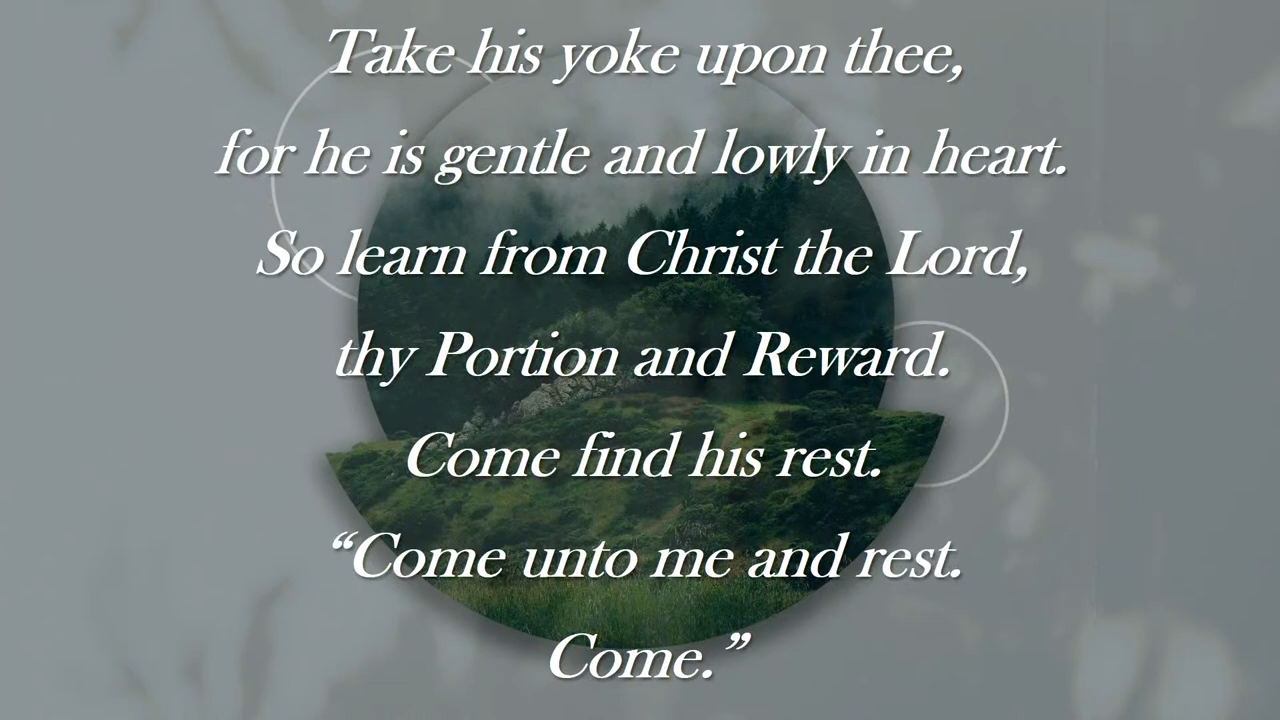 Take his yoke upon thee,
for he is gentle and lowly in heart.
So learn from Christ the Lord,
thy Portion and Reward.
Come find his rest.
“Come unto me and rest.
Come.”